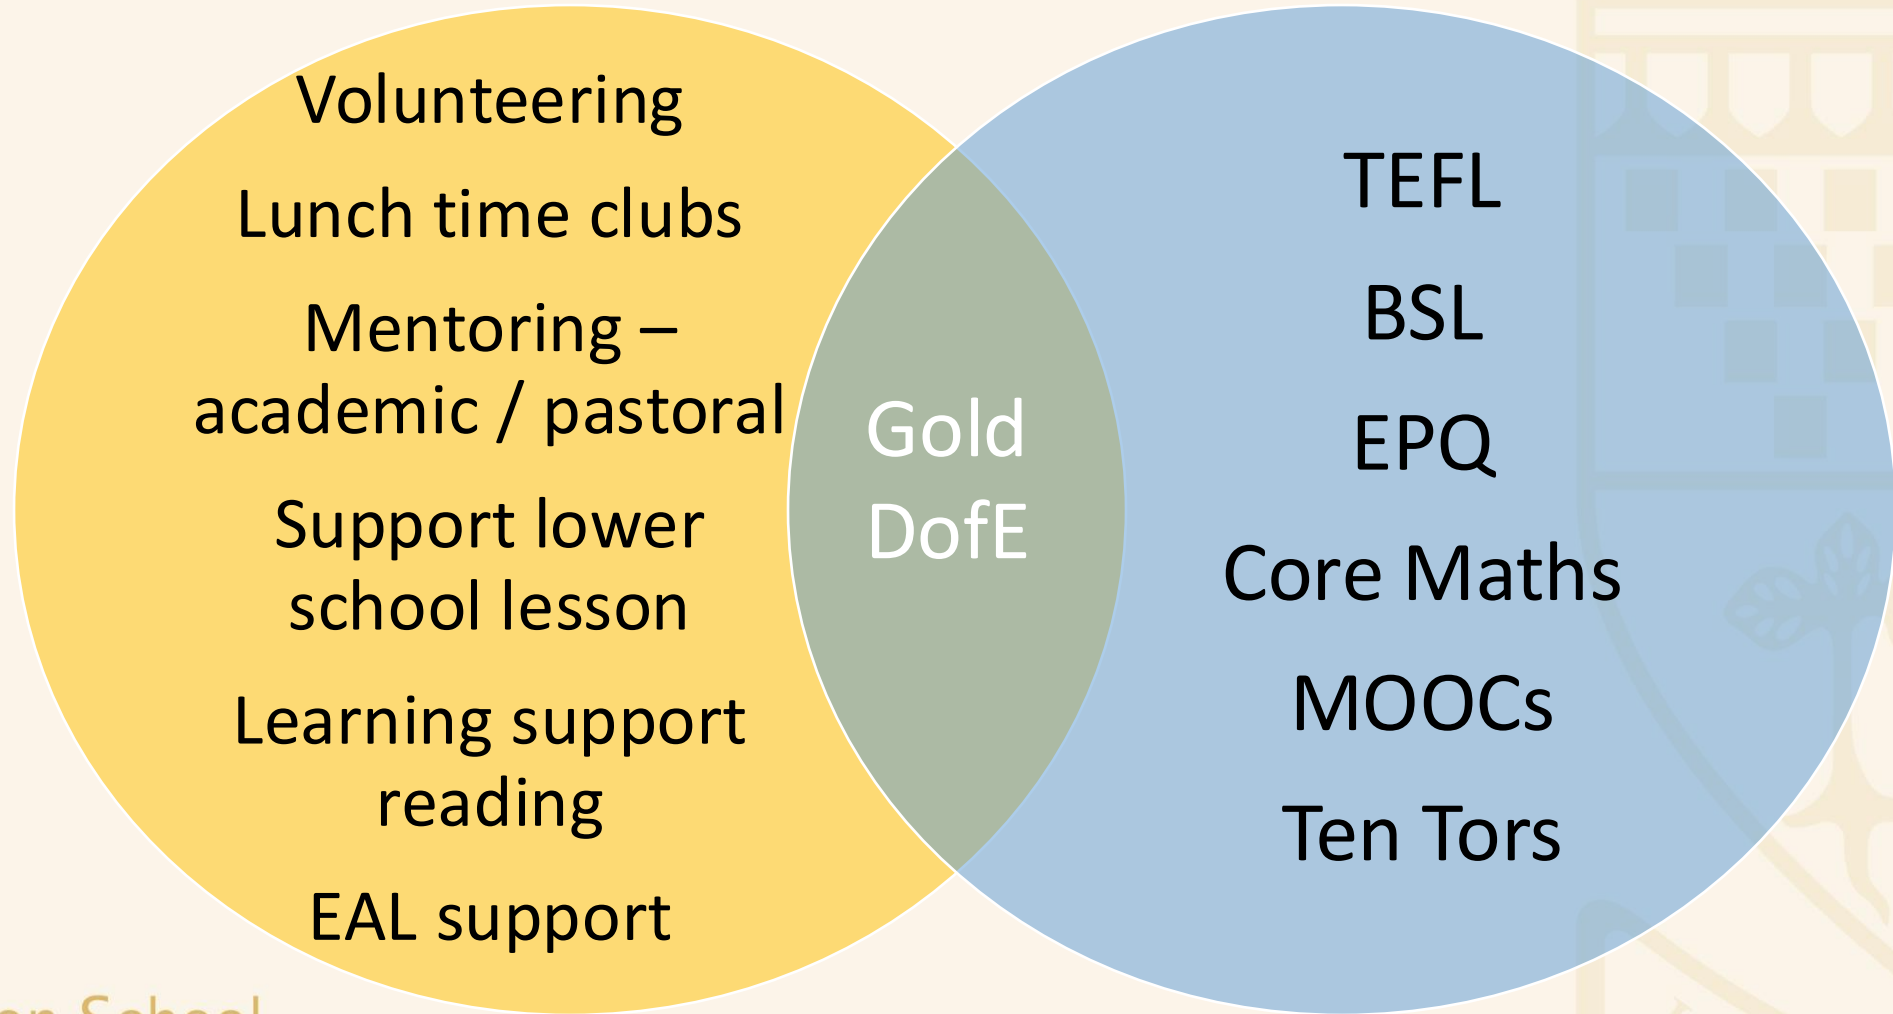 Volunteering
Lunch time clubs
Mentoring –
academic / pastoral
Support lower
school lesson
Learning support
reading
EAL support
Gold
DofE
TEFL
BSL
EPQ
Core Maths
MOOCs
Ten Tors
School